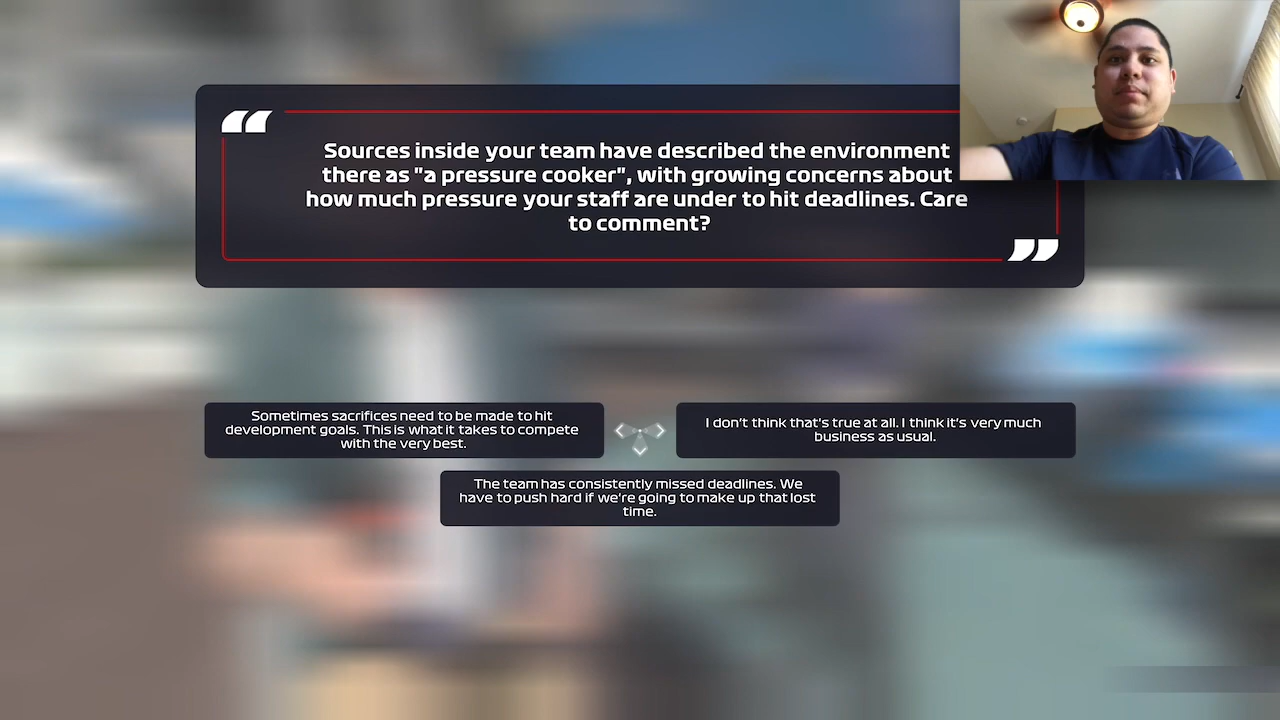 Sources inside your team have described the environment
there as "a pressure cooker", with growing concerns about
how much pressure your staff are under to hit deadlines. Care
to comment?
Sometimes sacrifices need to be made to hit
development goals. This is what it takes to compete
with the very best.
I don't think that's true at all. I think it's very much
business as usual.
The team has consistently missed deadlines. We
have to push hard if we're going to make up that lost
time.